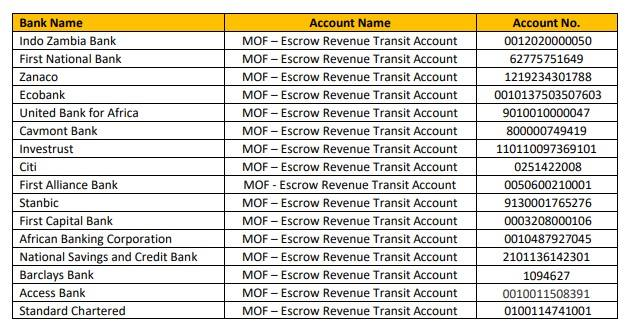 Bank Name Account Name Account No.
Indo Zambia Bank MOF – Escrow Revenue Transit Account 0012020000050
First National Bank MOF – Escrow Revenue Transit Account 62775751649
Zanaco MOF – Escrow Revenue Transit Account 1219234301788
Ecobank MOF – Escrow Revenue Transit Account 0010137503507603
United Bank for Africa MOF – Escrow Revenue Transit Account 9010010000047
Cavmont Bank MOF – Escrow Revenue Transit Account 800000749419
Investrust MOF – Escrow Revenue Transit Account 110110097369101
Citi MOF – Escrow Revenue Transit Account 0251422008
First Alliance Bank MOF - Escrow Revenue Transit Account 0050600210001
Stanbic MOF – Escrow Revenue Transit Account 9130001765276
First Capital Bank MOF – Escrow Revenue Transit Account 0003208000106
African Banking Corporation MOF – Escrow Revenue Transit Account 0010487927045
National Savings and Credit Bank MOF – Escrow Revenue Transit Account 2101136142301
Barclays Bank MOF – Escrow Revenue Transit Account 1094627
Access Bank MOF – Escrow Revenue Transit Account 0010011508391
Standard Chartered MOF – Escrow Revenue Transit Account 0100114741001